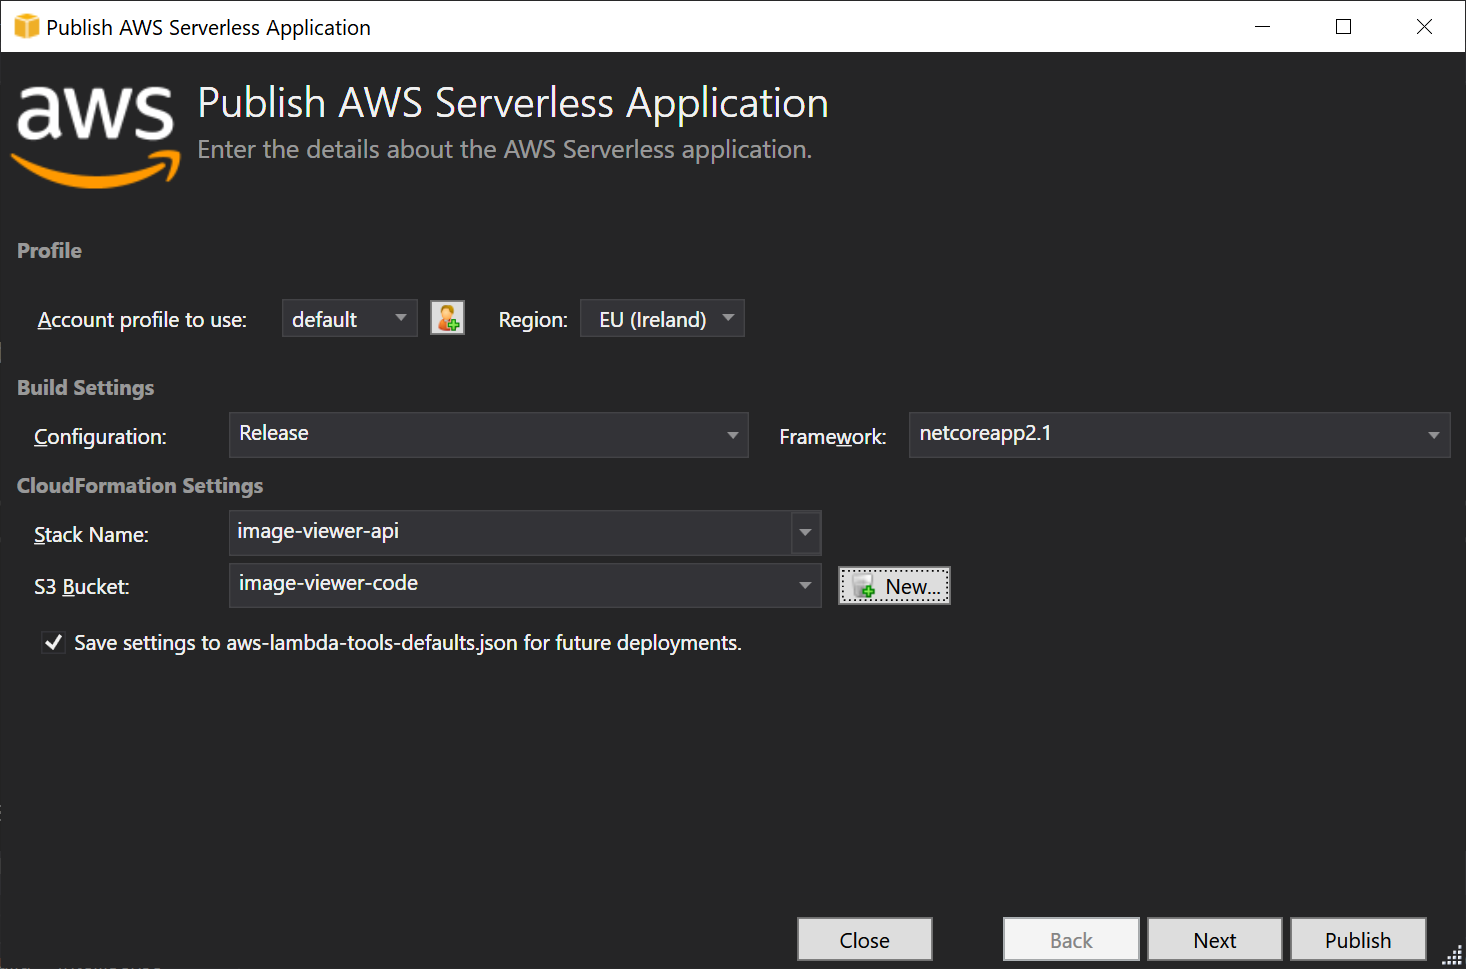 Publish AWS Serverless Application
aws
Publish AWS Serverless Application
Enter the details about the AWS Serverless application.
Profile
Account profile to use: default Region: EU (Ireland)
Build Settings
Configuration: Release Framework: netcoreapp2.1
CloudFormation Settings
Stack Name: image-viewer-api
S3 Bucket: image-viewer-code New...
Save settings to aws-lambda-tools-defaults.json for future deployments.
Close Back Next Publish